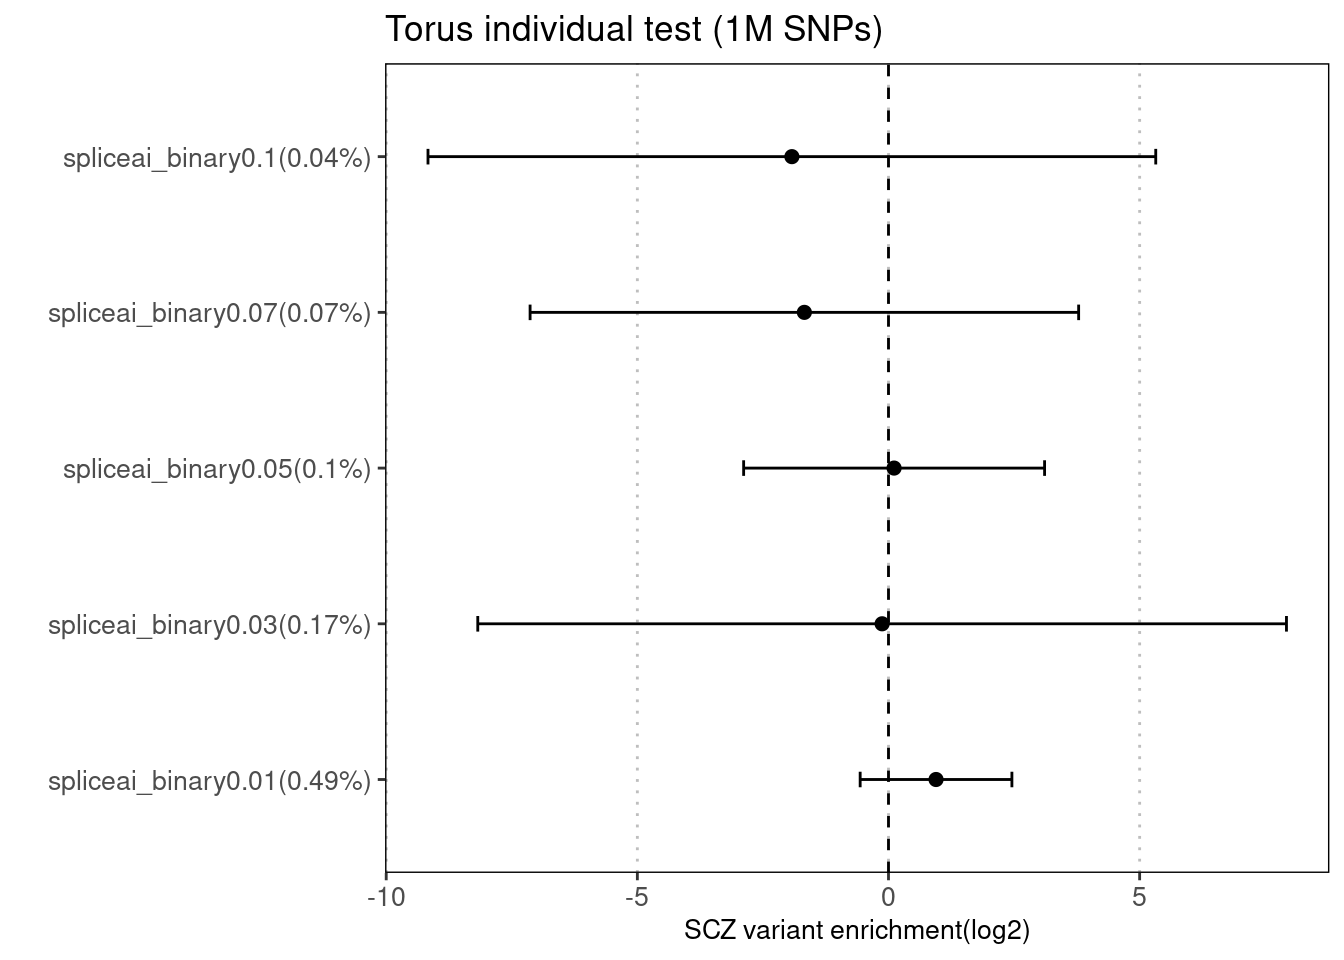 Torus individual test (1M SNPs)
spliceai_binary0.1(0.04%)
spliceai_binary0.07(0.07%)
spliceai_binary0.05(0.1%)
spliceai_binary0.03(0.17%)
spliceai_binary0.01(0.49%)
-10 -5 0 5
SCZ variant enrichment(log2)